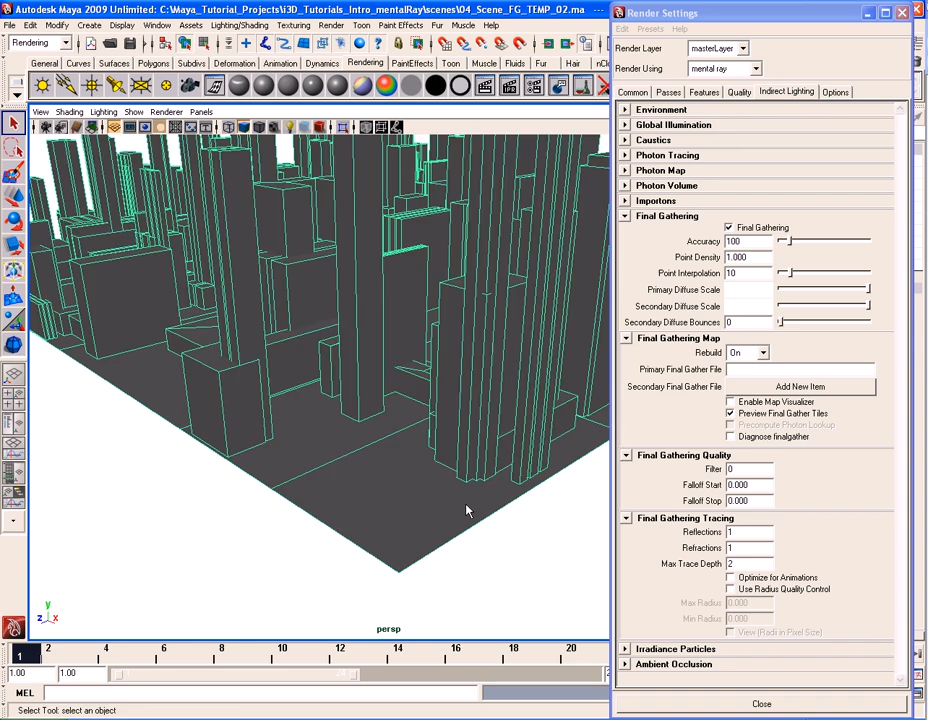 Autodesk Maya 2009 Unlimited: C:\Maya_Tutorial_Projects\i3D_Tutorials_Intro_mentalRay\scenes\04_Scene_FG_TEMP_02.ma
File Modify Create Display Window Assets Lighting/Shading Texturing Render Toon Paint Effects Fur Muscle Help
Rendering
General Curves Surfaces Polygons Subdivs Deformation Animation Dynamics Rendering PaintEffects Toon Muscle Fluids Fur Hair
IPR
View Shading Lighting Show Renderer Panels
y
z x
persp
1 2 4 6 8 10 12 14 16 18 20
1.00 1.00
MEL
Select Tool: select an object
Render Settings
Edit Presets Help
Render Layer masterLayer
Render Using mental ray
Common Passes Features Quality Indirect Lighting Options
Environment
Global Illumination
Caustics
Photon Tracing
Photon Map
Photon Volume
Importons
Final Gathering
Final Gathering
Accuracy 100
Point Density 1.000
Point Interpolation 10
Primary Diffuse Scale
Secondary Diffuse Scale
Secondary Diffuse Bounces 0
Final Gathering Map
Rebuild On
Primary Final Gather File
Secondary Final Gather File Add New Item
Enable Map Visualizer
Preview Final Gather Tiles
Precompute Photon Lookup
Diagnose finalgather
Final Gathering Quality
Filter 0
Falloff Start 0.000
Falloff Stop 0.000
Final Gathering Tracing
Reflections 1
Refractions 1
Max Trace Depth 2
Optimize for Animations
Use Radius Quality Control
Max Radius 0.000
Min Radius 0.000
View (Radii in Pixel Size)
Irradiance Particles
Ambient Occlusion
Close